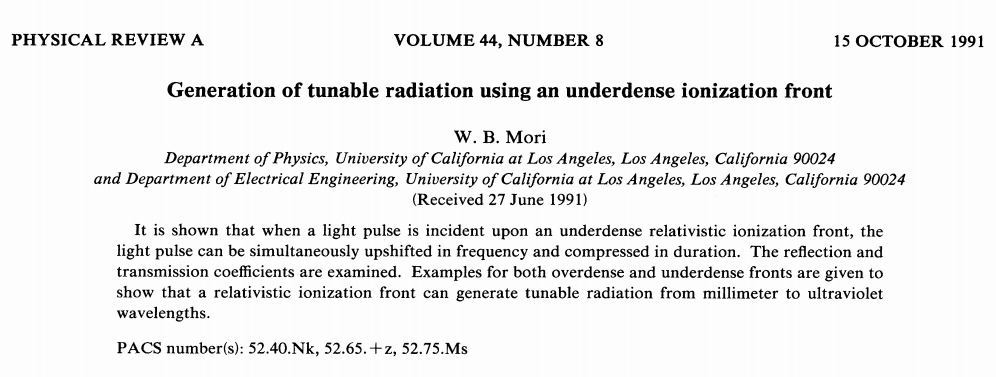 PHYSICAL REVIEW A VOLUME 44, NUMBER 8 15 OCTOBER 1991
Generation of tunable radiation using an underdense ionization front
W. B. Mori
Department of Physics, University of California at Los Angeles, Los Angeles, California 90024
and Department of Electrical Engineering, University of California at Los Angeles, Los Angeles, California 90024
(Received 27 June 1991)
It is shown that when a light pulse is incident upon an underdense relativistic ionization front, the
light pulse can be simultaneously upshifted in frequency and compressed in duration. The reflection and
transmission coefficients are examined. Examples for both overdense and underdense fronts are given to
show that a relativistic ionization front can generate tunable radiation from millimeter to ultraviolet
wavelengths.
PACS number(s): 52.40.Nk, 52.65.+z, 52.75.Ms